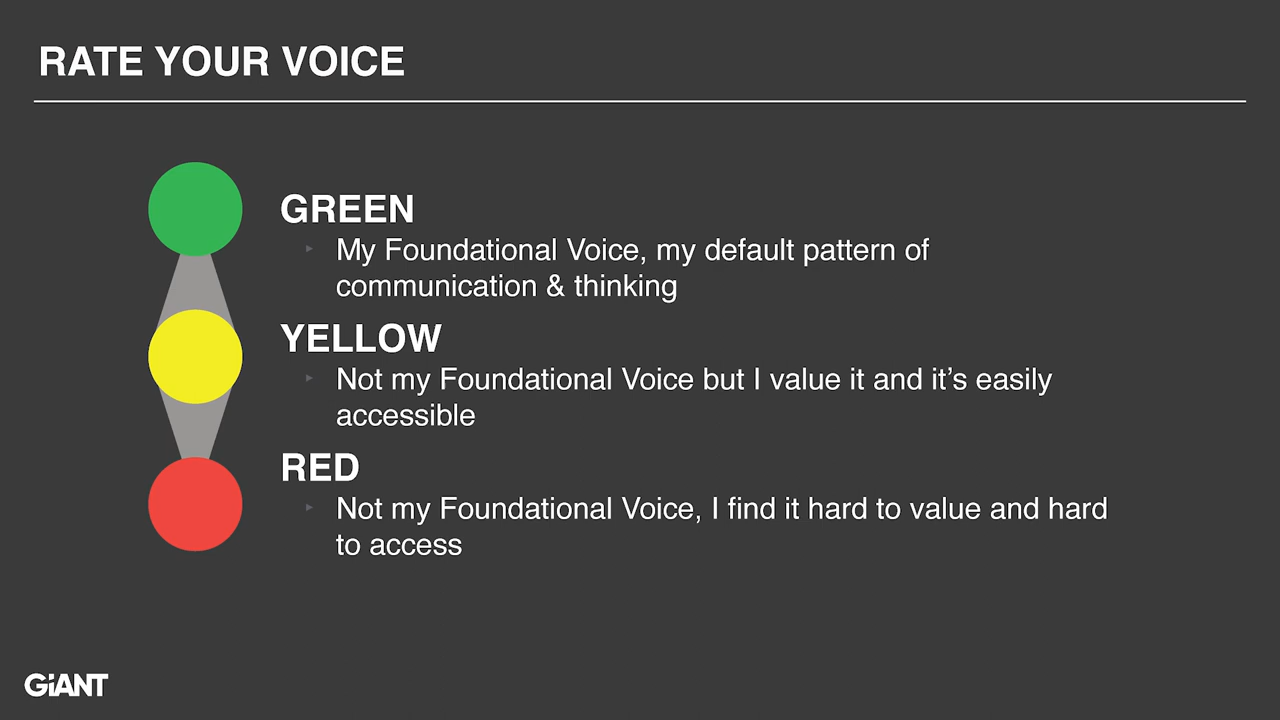 RATE YOUR VOICE
GREEN
My Foundational Voice, my default pattern of
communication & thinking
YELLOW
Not my Foundational Voice but I value it and it’s easily
accessible
RED
Not my Foundational Voice, I find it hard to value and hard
to access
GiANT